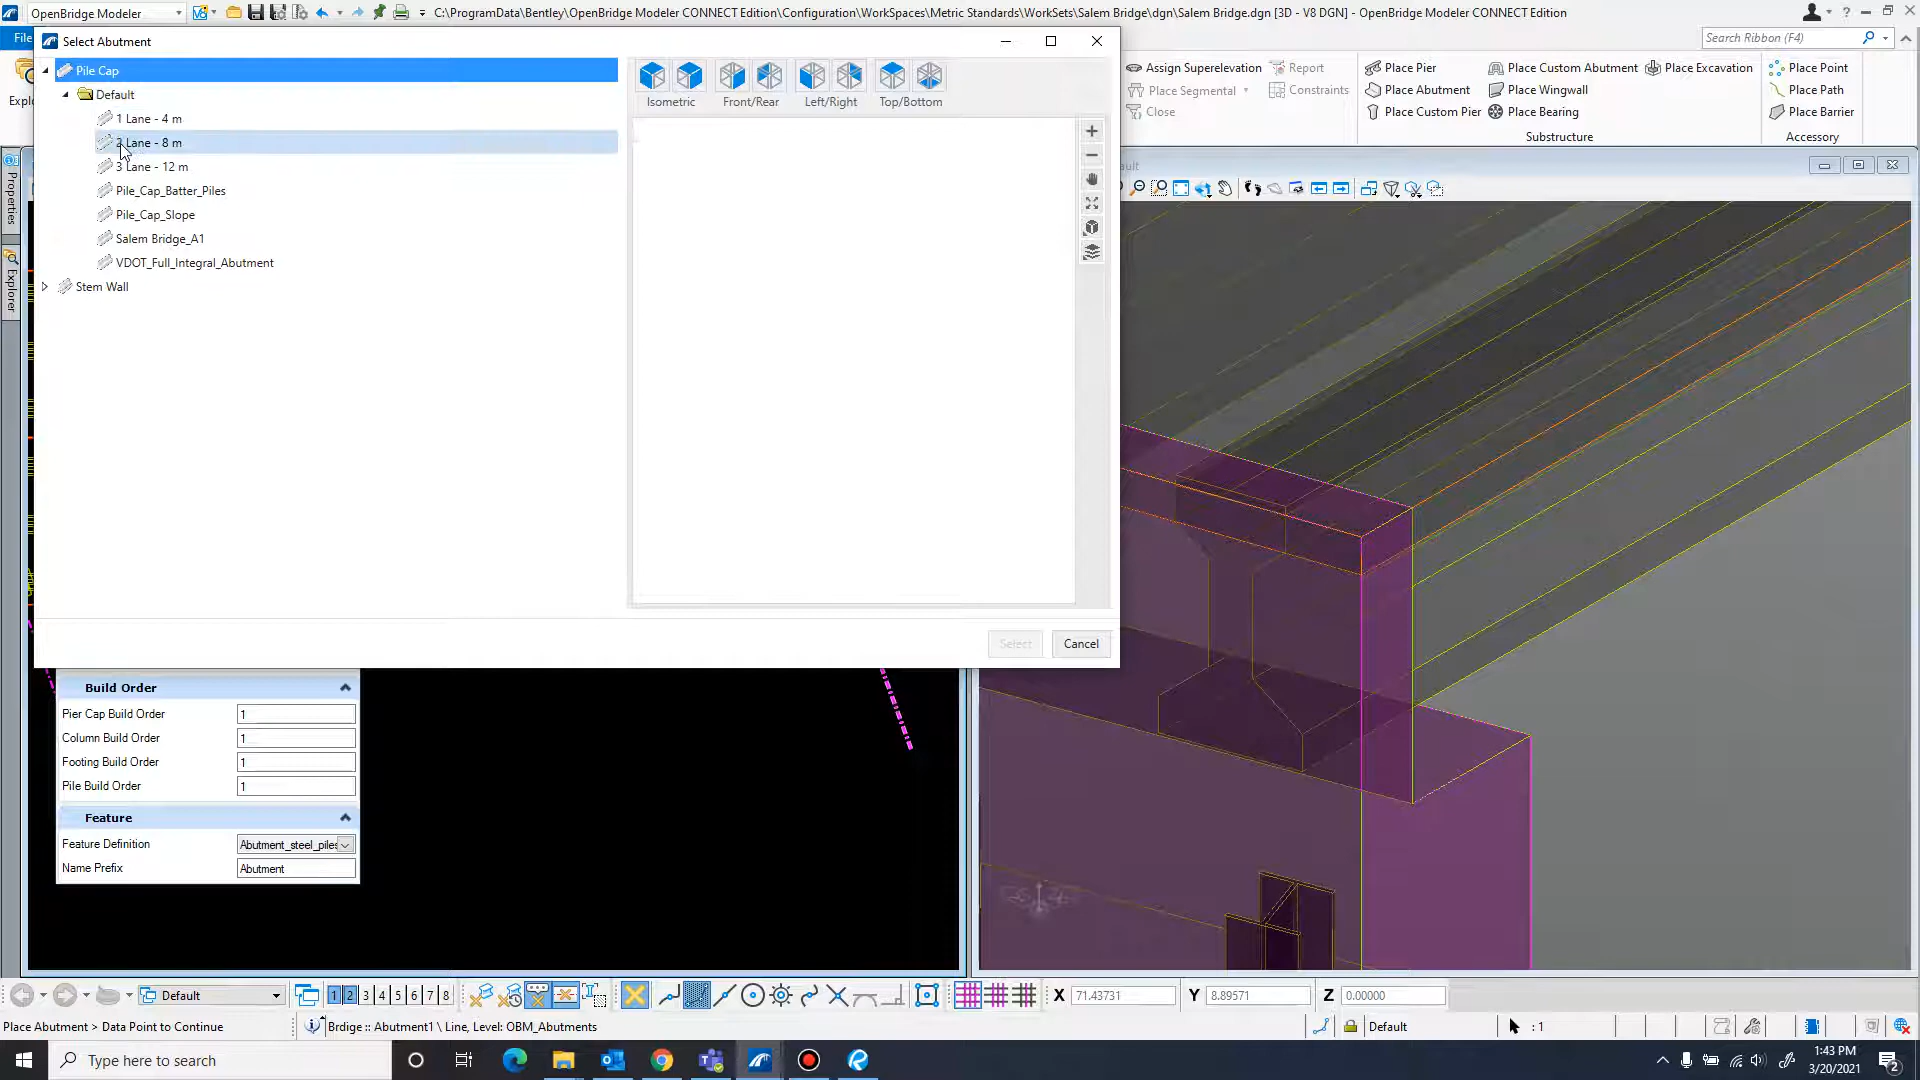 OpenBridge Modeler
C:\ProgramData\Bentley\OpenBridge Modeler CONNECT Edition\Configuration\WorkSpaces\Metric Standards\WorkSets\Salem Bridge\dgn\Salem Bridge.dgn [3D - V8 DGN] - OpenBridge Modeler CONNECT Edition
File
Search Ribbon (F4)
Select Abutment
Pile Cap
Default
1 Lane - 4 m
2 Lane - 8 m
3 Lane - 12 m
Pile_Cap_Batter_Piles
Pile_Cap_Slope
Salem Bridge_A1
VDOT_Full_Integral_Abutment
Stem Wall
Isometric
Front/Rear
Left/Right
Top/Bottom
Select
Cancel
Assign Superelevation
Report
Place Segmental
Constraints
Close
Place Pier
Place Custom Abutment
Place Excavation
Place Abutment
Place Wingwall
Place Custom Pier
Place Bearing
Substructure
Place Point
Place Path
Place Barrier
Accessory
Properties
Explorer
Build Order
Pier Cap Build Order 1
Column Build Order 1
Footing Build Order 1
Pile Build Order 1
Feature
Feature Definition Abutment_steel_piles
Name Prefix Abutment
Default
1 2 3 4 5 6 7 8
X 71.43731 Y 8.89571 Z 0.00000
Place Abutment > Data Point to Continue
Brdige :: Abutment1 \ Line, Level: OBM_Abutments
Default
: 1
Type here to search
1:43 PM
3/20/2021
2